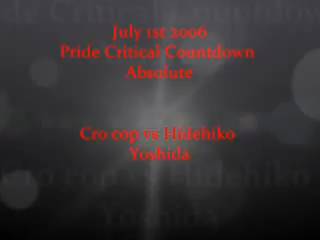 July 1st 2006
Pride Critical Countdown
Absolute
Cro cop vs Hidehiko
Yoshida